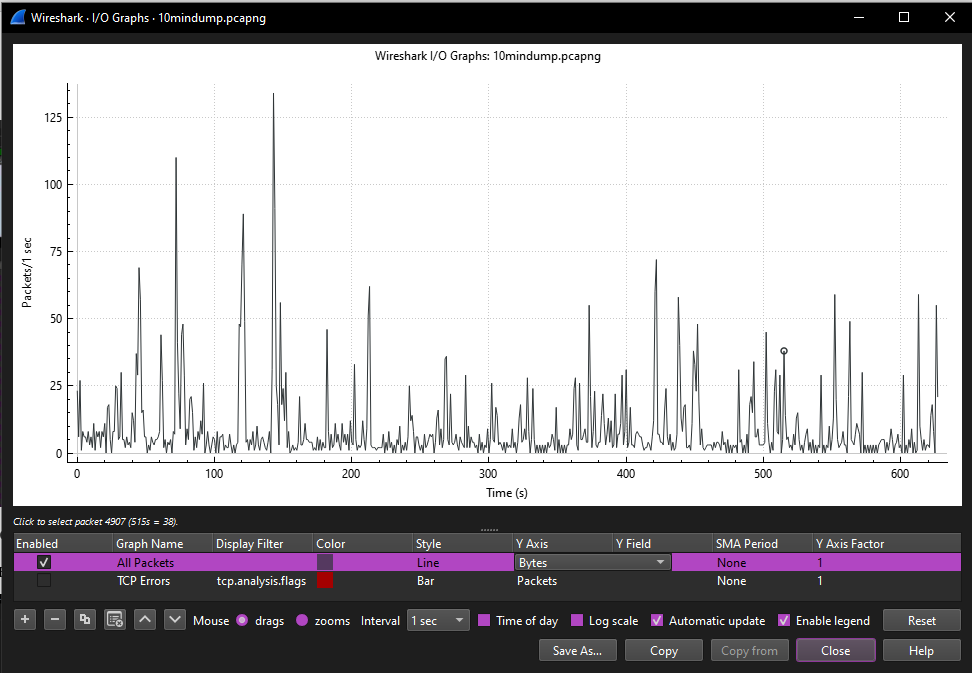 Wireshark · I/O Graphs · 10mindump.pcapng
Wireshark I/O Graphs: 10mindump.pcapng
Packets/1 sec
125
100
75
50
25
0
0 100 200 300 400 500 600
Time (s)
Click to select packet 4907 (515s = 38).
Enabled Graph Name Display Filter Color Style Y Axis Y Field SMA Period Y Axis Factor
All Packets Line Bytes None 1
TCP Errors tcp.analysis.flags Bar Packets None 1
+ − Mouse drags zooms Interval 1 sec Time of day Log scale Automatic update Enable legend Reset
Save As... Copy Copy from Close Help